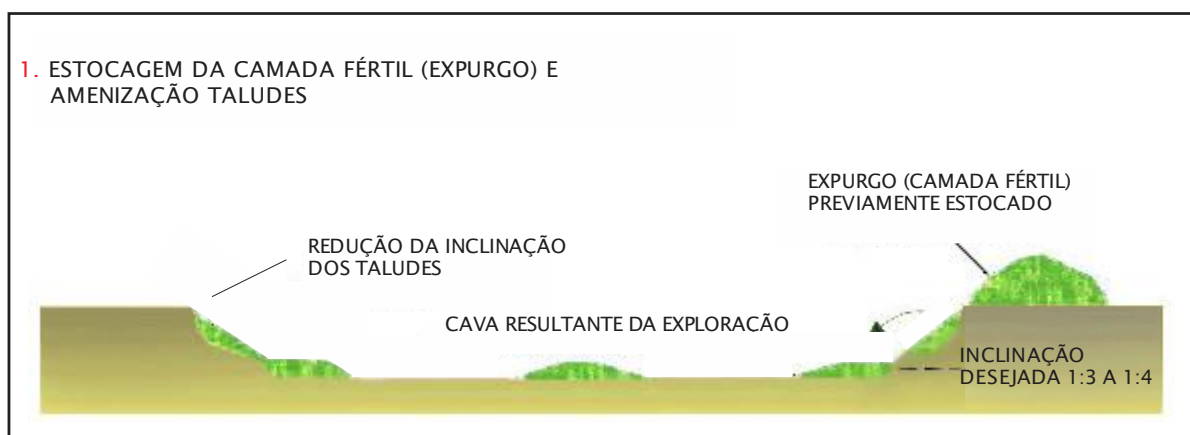 1. ESTOCAGEM DA CAMADA FÉRTIL (EXPURGO) E
AMENIZAÇÃO TALUDES
EXPURGO (CAMADA FÉRTIL)
PREVIAMENTE ESTOCADO
REDUÇÃO DA INCLINAÇÃO
DOS TALUDES
CAVA RESULTANTE DA EXPLORACÃO
INCLINAÇÃO
DESEJADA 1:3 A 1:4